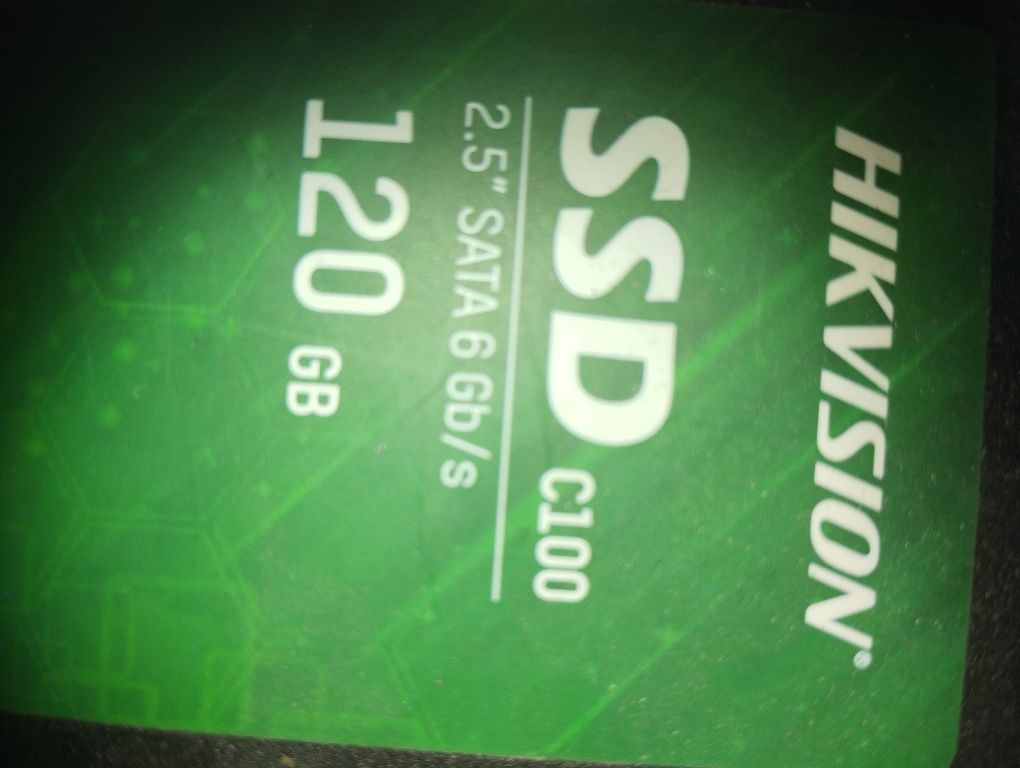 HIKVISION®
SSD C100
2.5" SATA 6 Gb/s
120 GB